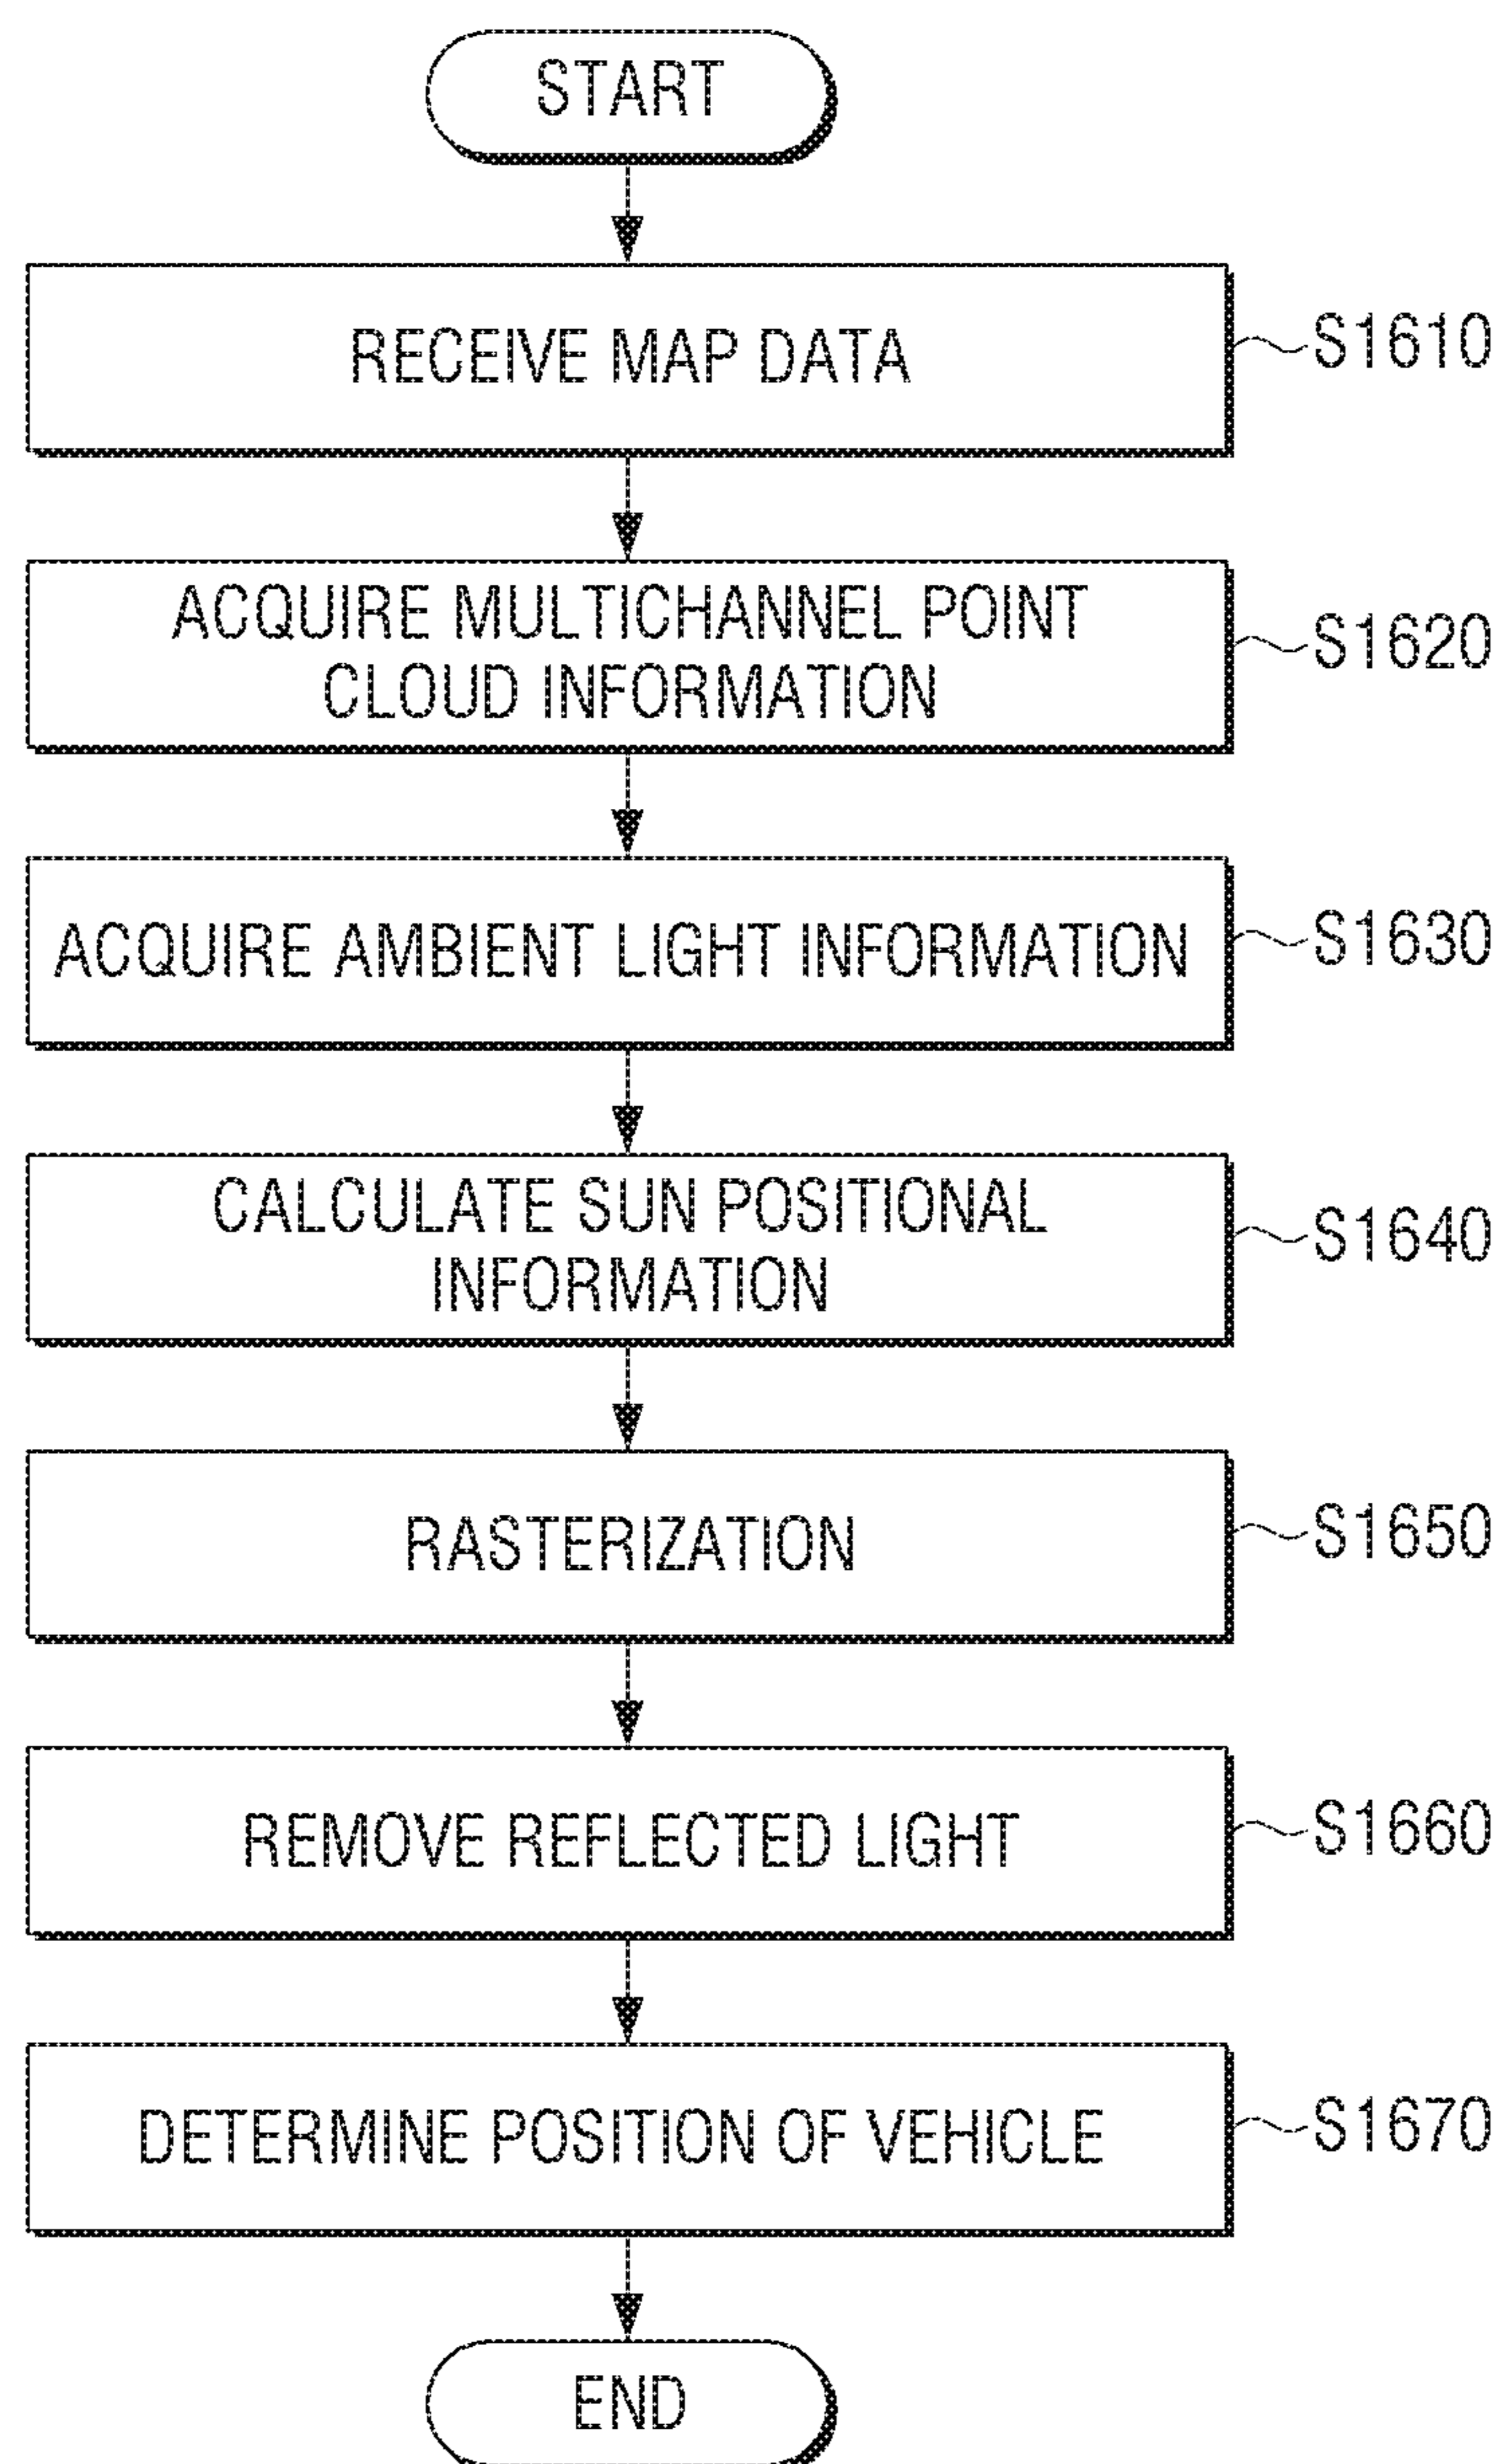 START
RECEIVE MAP DATA
S1610
ACQUIRE MULTICHANNEL POINT
CLOUD INFORMATION
S1620
ACQUIRE AMBIENT LIGHT INFORMATION
S1630
CALCULATE SUN POSITIONAL
INFORMATION
S1640
RASTERIZATION
S1650
REMOVE REFLECTED LIGHT
S1660
DETERMINE POSITION OF VEHICLE
S1670
END